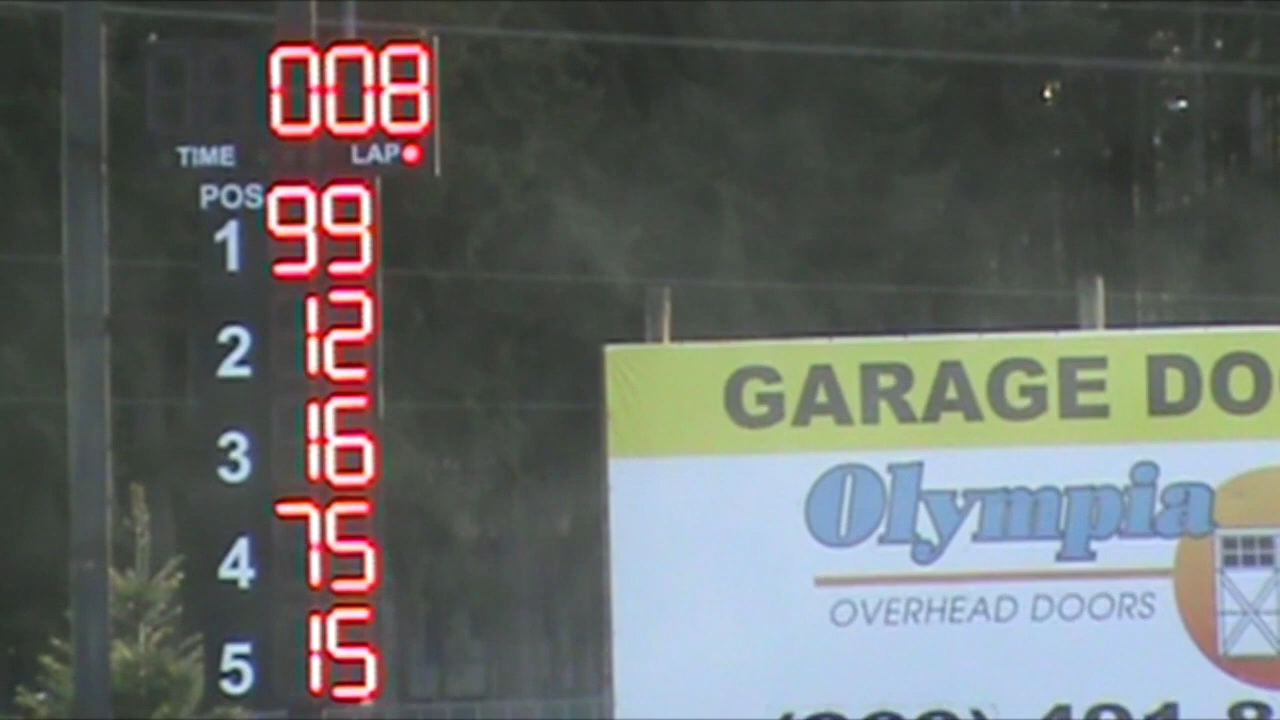 008
TIME LAP
POS
1 99
2 12
3 16
4 75
5 15
GARAGE DO
Olympia
OVERHEAD DOORS